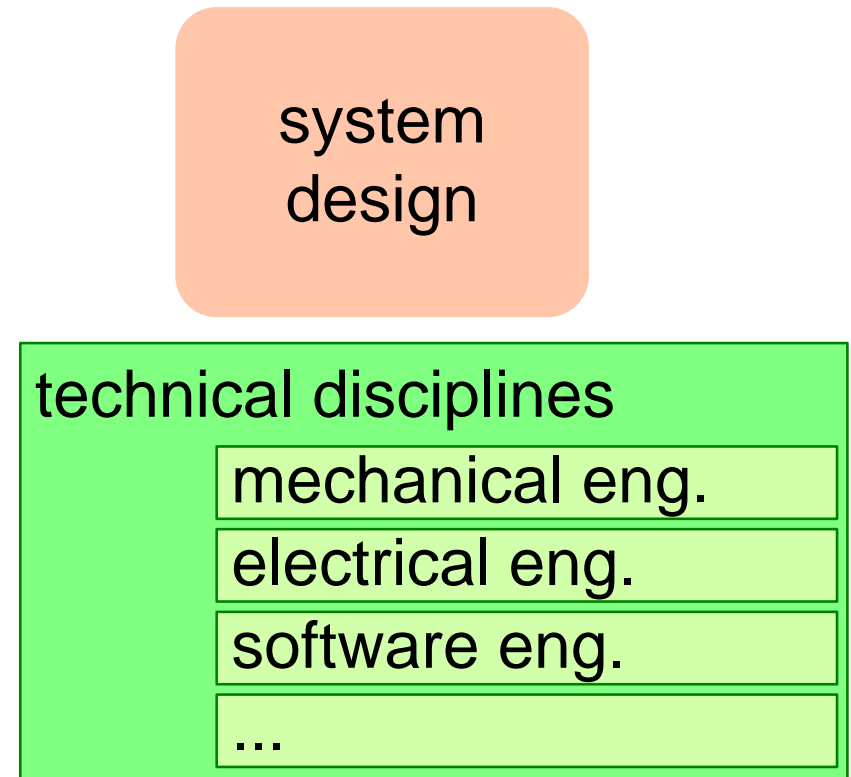 system
design
technical disciplines
mechanical eng.
electrical eng.
software eng.
...